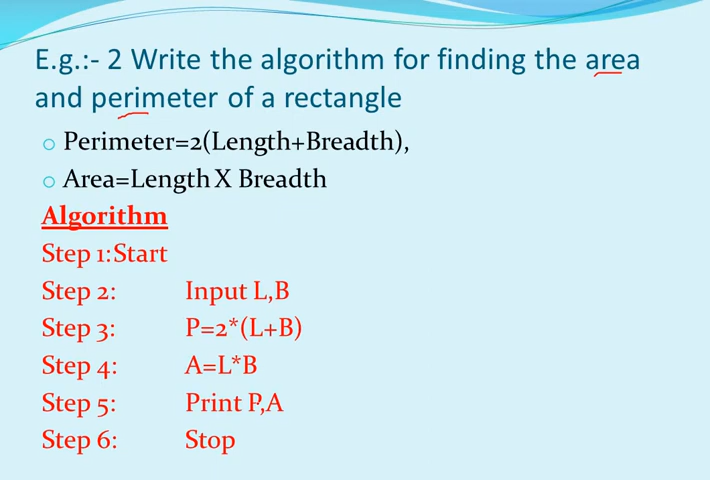 E.g.:- 2 Write the algorithm for finding the area
and perimeter of a rectangle
Perimeter=2(Length+Breadth),
Area=Length X Breadth
Algorithm
Step 1:Start
Step 2: Input L,B
Step 3: P=2*(L+B)
Step 4: A=L*B
Step 5: Print P,A
Step 6: Stop